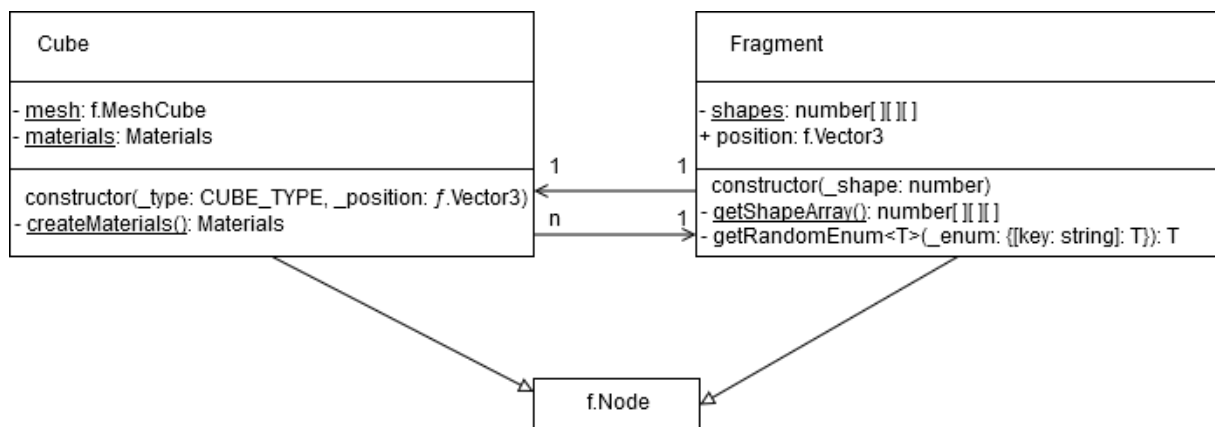 Cube
- mesh: f.MeshCube
- materials: Materials
constructor(_type: CUBE_TYPE, _position: ƒ.Vector3)
- createMaterials(): Materials
Fragment
- shapes: number[ ][ ][ ]
+ position: f.Vector3
constructor(_shape: number)
- getShapeArray(): number[ ][ ][ ]
- getRandomEnum<T>(_enum: {[key: string]: T}): T
1 1
n 1
f.Node